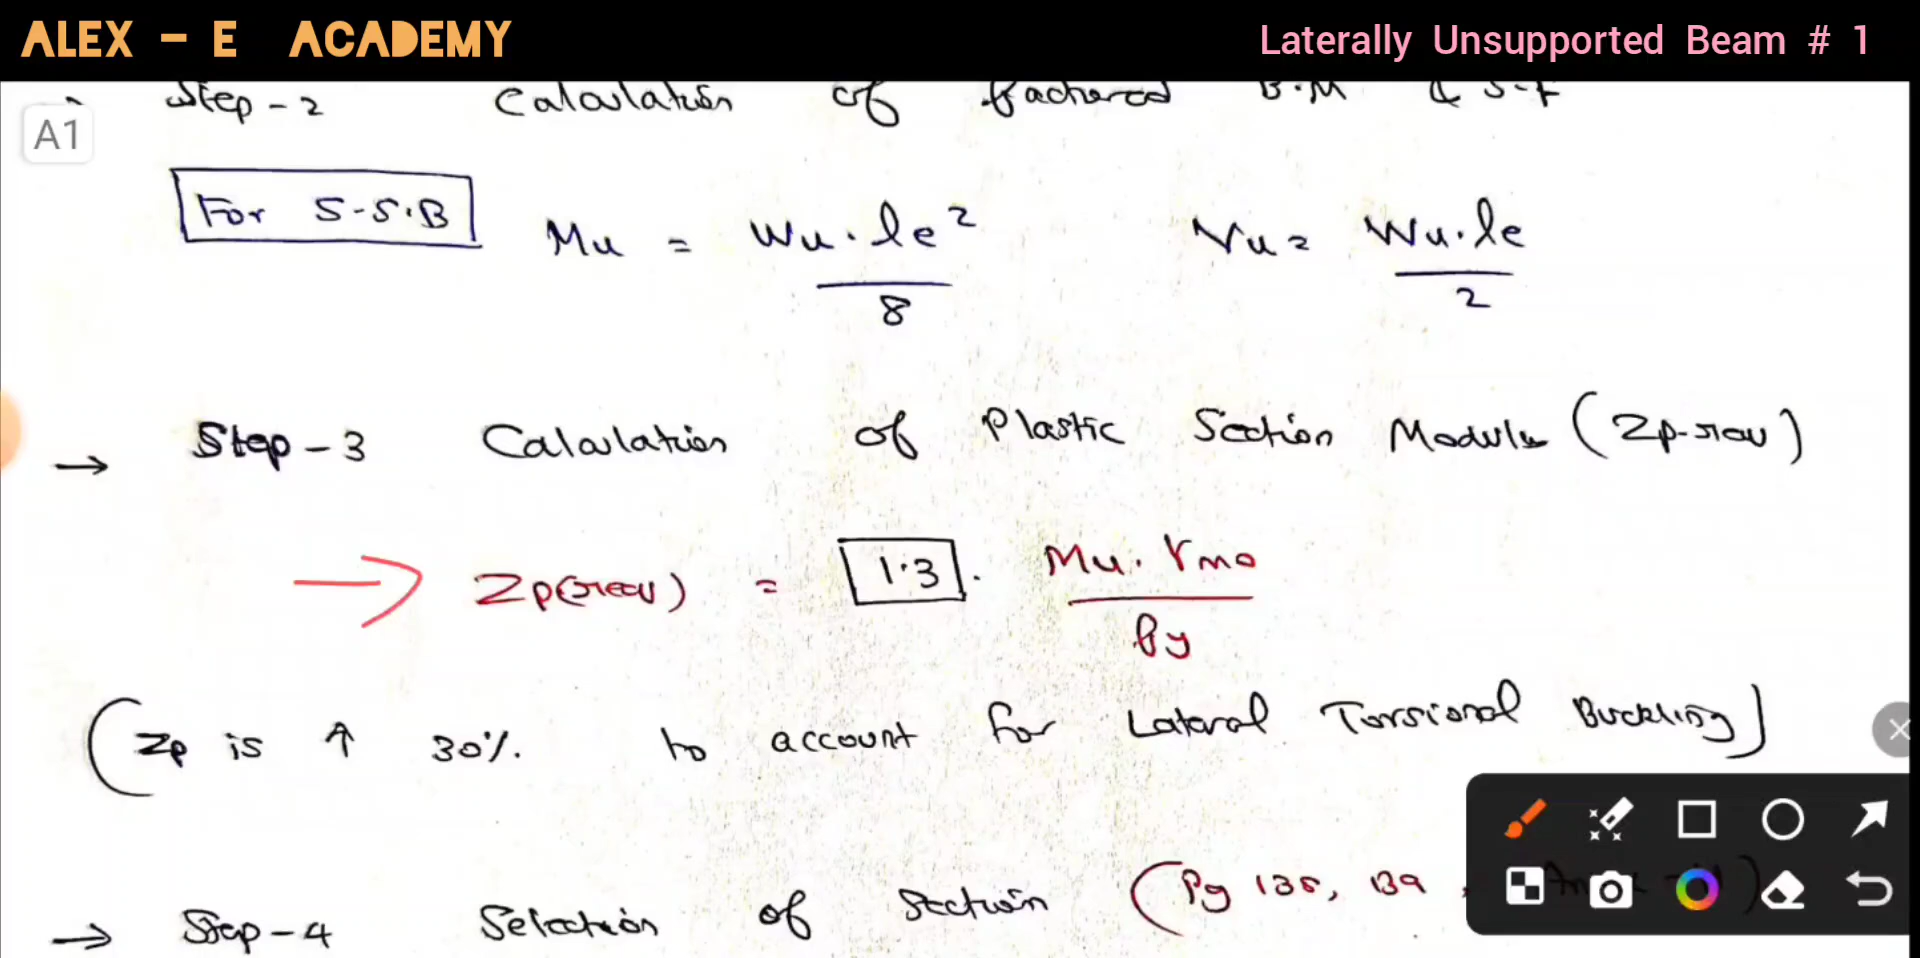 ALEX - E ACADEMY
Laterally Unsupported Beam # 1
A1
Step-2 Calculation of factored B.M & S.F
For S.S.B Mu = Wu.le² / 8 Vu = Wu.le / 2
→ Step-3 Calculation of Plastic Section Modulus (Zp-req)
→ Zp(req) = 1.3 . Mu.γmo / fy
(Zp is ↑ 30%. to account for Lateral Torsional Buckling)
→ Step-4 Selection of section (Pg 138, 139,